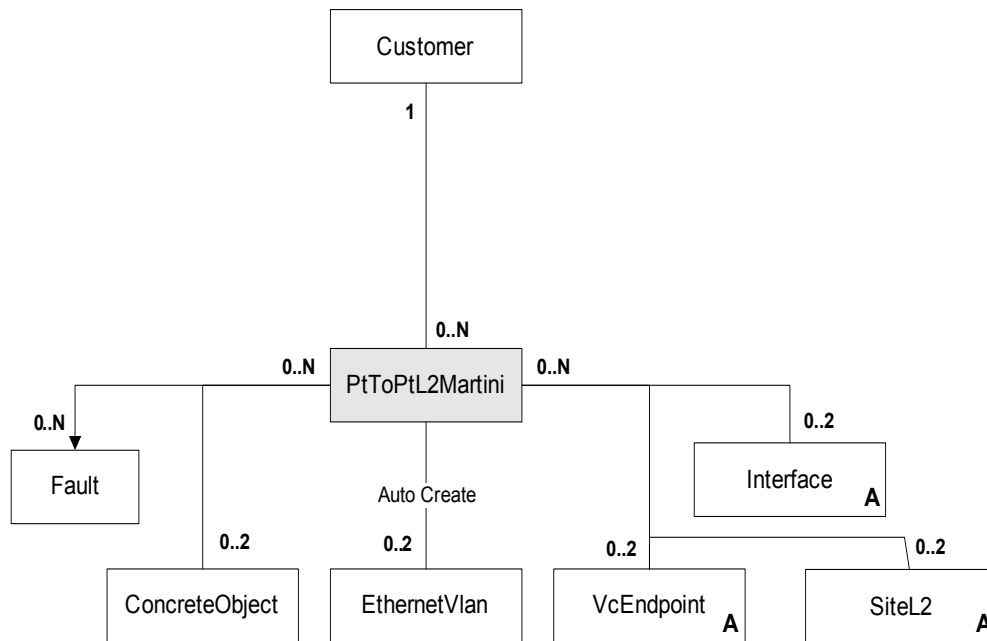 Customer
1
0..N
0..N
PtToPtL2Martini
0..N
0..N
0..2
Fault
Interface
A
Auto Create
0..2
0..2
0..2
0..2
ConcreteObject
EthernetVlan
VcEndpoint
A
SiteL2
A